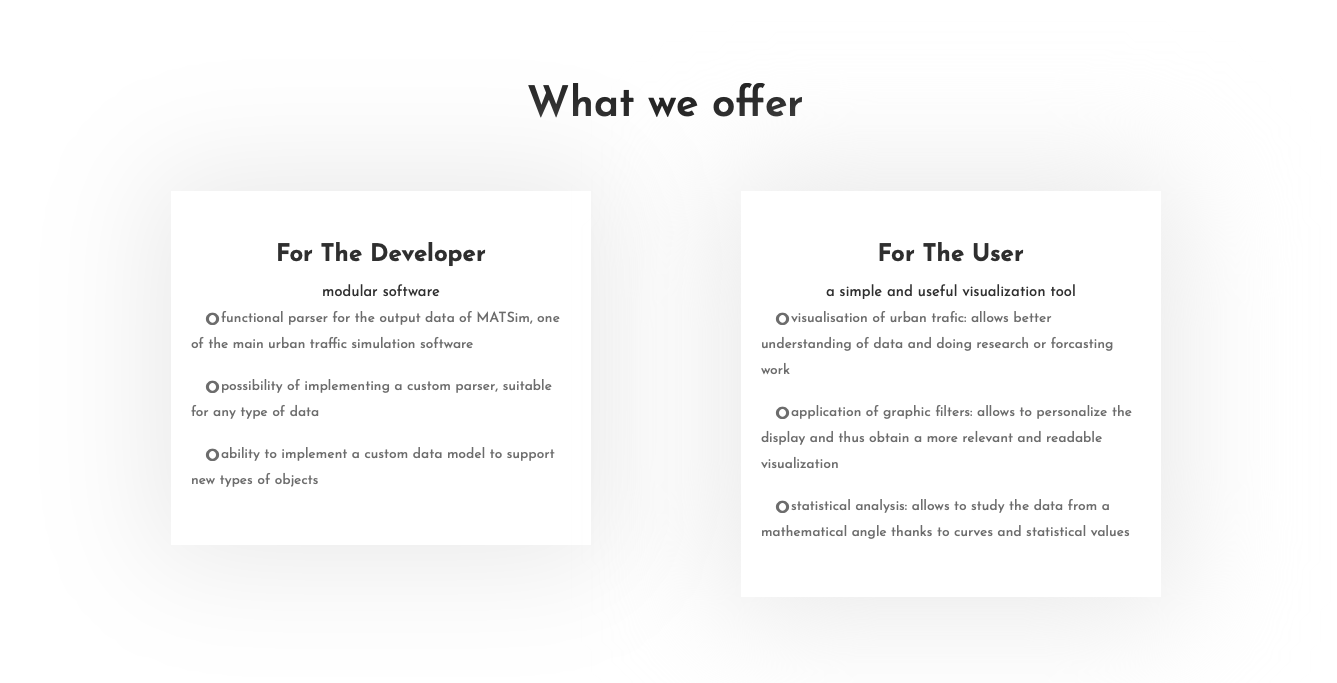 What we offer
For The Developer
modular software
functional parser for the output data of MATSim, one
of the main urban traffic simulation software
possibility of implementing a custom parser, suitable
for any type of data
ability to implement a custom data model to support
new types of objects
For The User
a simple and useful visualization tool
visualisation of urban trafic: allows better
understanding of data and doing research or forcasting
work
application of graphic filters: allows to personalize the
display and thus obtain a more relevant and readable
visualization
statistical analysis: allows to study the data from a
mathematical angle thanks to curves and statistical values